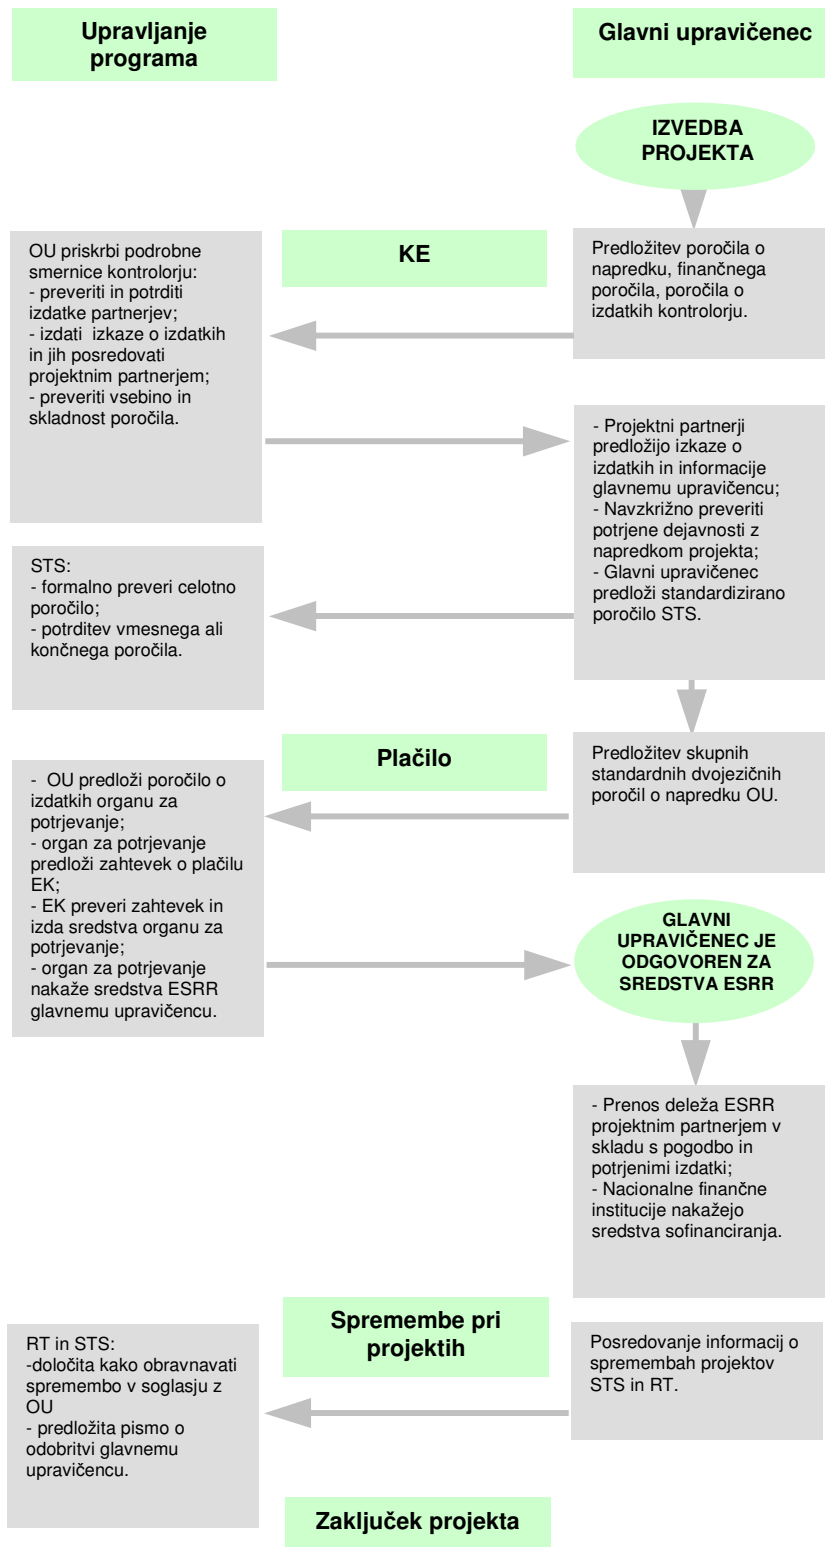 Upravljanje
programa
Glavni upravičenec
IZVEDBA
PROJEKTA
KE
OU priskrbi podrobne
smernice kontrolorju:
- preveriti in potrditi
izdatke partnerjev;
- izdati izkaze o izdatkih
in jih posredovati
projektnim partnerjem;
- preveriti vsebino in
skladnost poročila.
Predložitev poročila o
napredku, finančnega
poročila, poročila o
izdatkih kontrolorju.
- Projektni partnerji
predložijo izkaze o
izdatkih in informacije
glavnemu upravičencu;
- Navzkrižno preveriti
potrjene dejavnosti z
napredkom projekta;
- Glavni upravičenec
predloži standardizirano
poročilo STS.
STS:
- formalno preveri celotno
poročilo;
- potrditev vmesnega ali
končnega poročila.
Plačilo
Predložitev skupnih
standardnih dvojezičnih
poročil o napredku OU.
- OU predloži poročilo o
izdatkih organu za
potrjevanje;
- organ za potrjevanje
predloži zahtevek o plačilu
EK;
- EK preveri zahtevek in
izda sredstva organu za
potrjevanje;
- organ za potrjevanje
nakaže sredstva ESRR
glavnemu upravičencu.
GLAVNI
UPRAVIČENEC JE
ODGOVOREN ZA
SREDSTVA ESRR
- Prenos deleža ESRR
projektnim partnerjem v
skladu s pogodbo in
potrjenimi izdatki;
- Nacionalne finančne
institucije nakažejo
sredstva sofinanciranja.
Spremembe pri
projektih
RT in STS:
-določita kako obravnavati
spremembo v soglasju z
OU
- predložita pismo o
odobritvi glavnemu
upravičencu.
Posredovanje informacij o
spremembah projektov
STS in RT.
Zaključek projekta